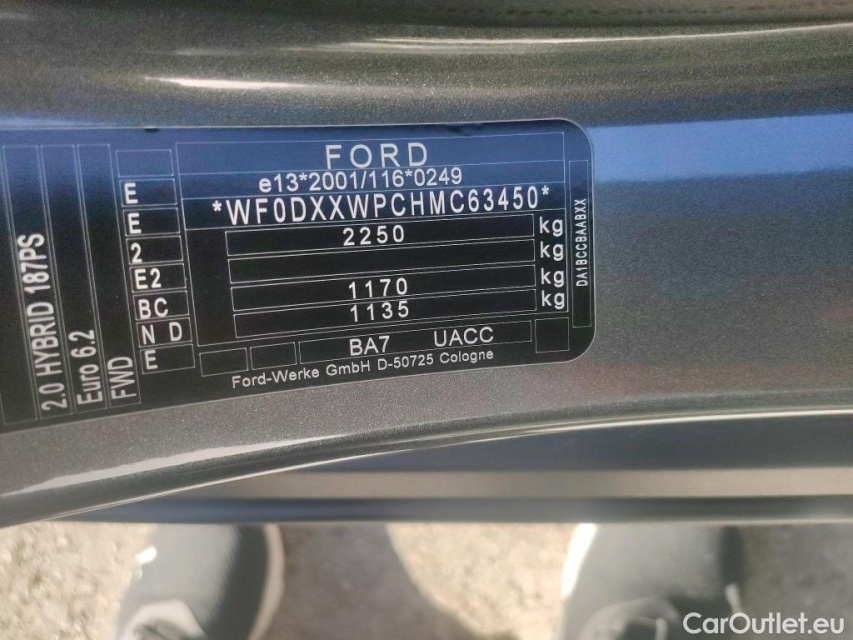 FORD
e13*2001/116*0249
*WF0DXXWPCHMC63450*
2250 kg
kg
1170 kg
1135 kg
BA7 UACC
Ford-Werke GmbH D-50725 Cologne
E
E
2
E2
BC
N D
E
2.0 HYBRID 187PS
Euro 6.2
FWD
DA1BCCBAABXX
CarOutlet.eu